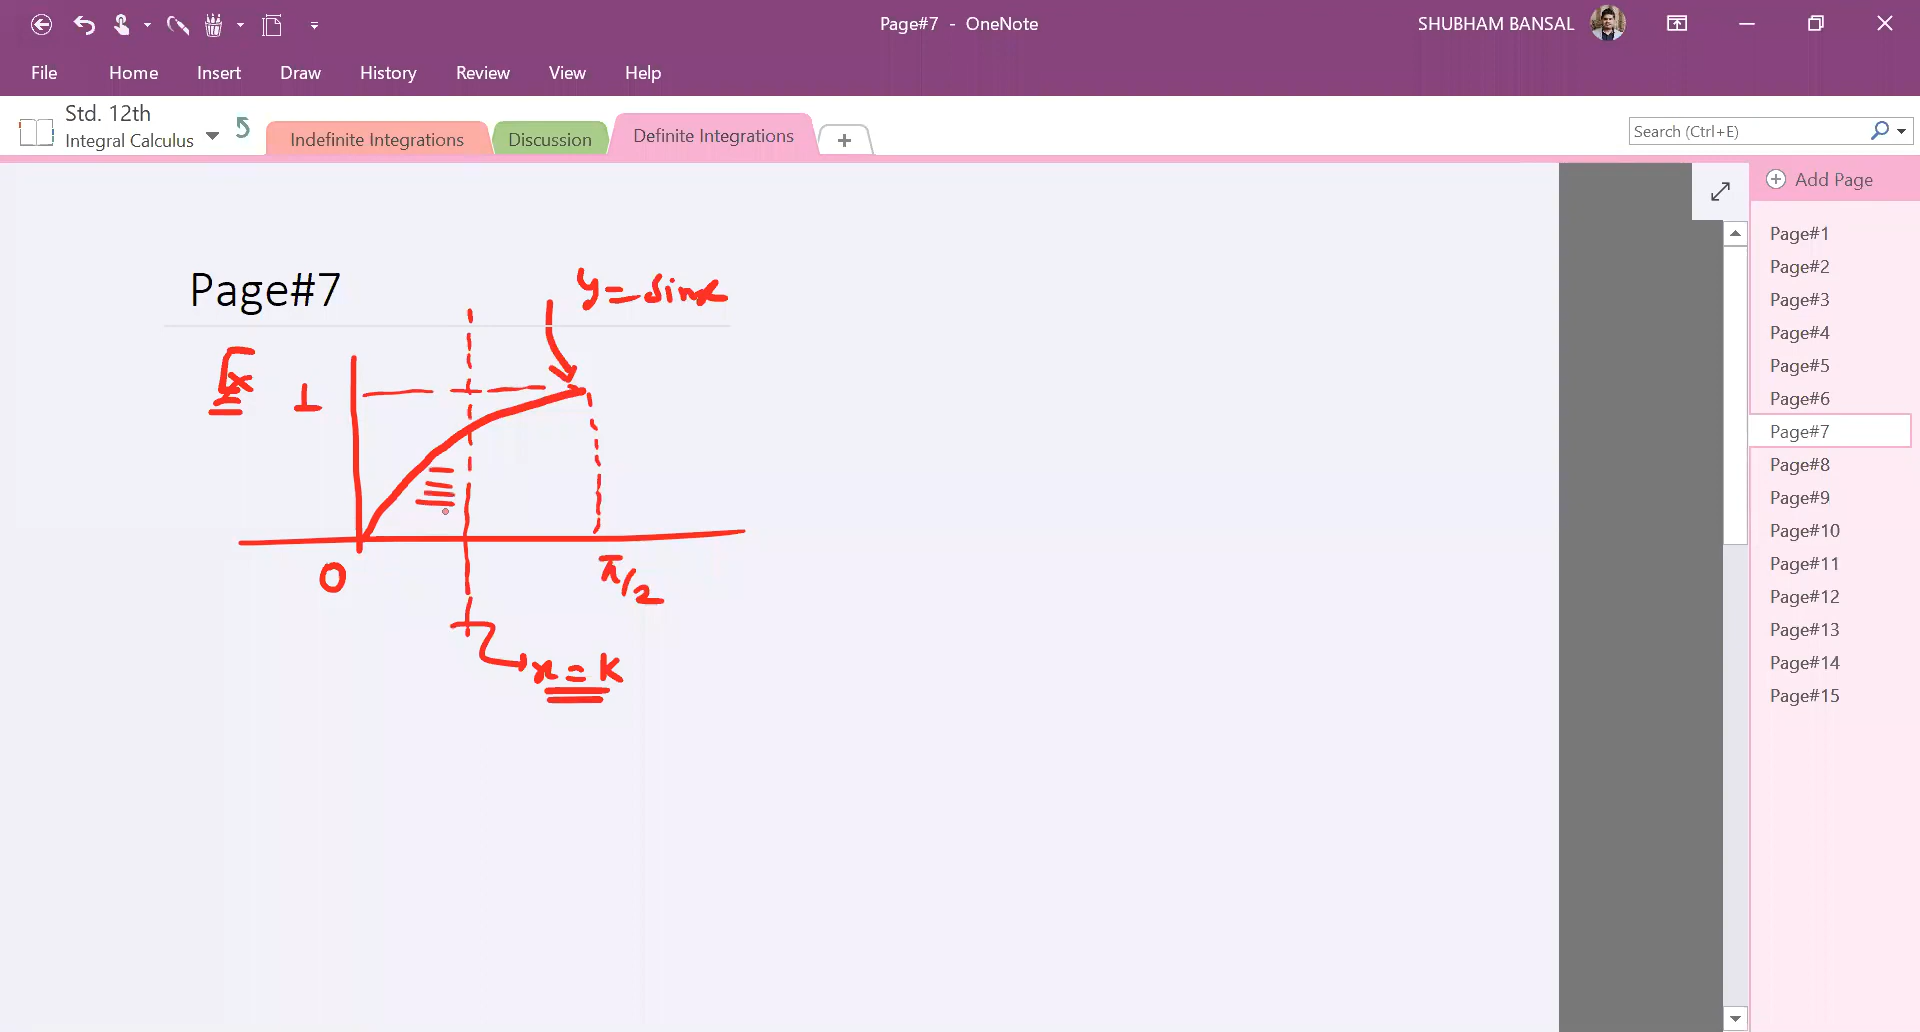 Page#7 - OneNote
SHUBHAM BANSAL
File Home Insert Draw History Review View Help
Std. 12th
Integral Calculus
Indefinite Integrations
Discussion
Definite Integrations
+
Search (Ctrl+E)
Add Page
Page#1
Page#2
Page#3
Page#4
Page#5
Page#6
Page#7
Page#8
Page#9
Page#10
Page#11
Page#12
Page#13
Page#14
Page#15
Page#7
y = sinx
Ex
1
0
π/2
x = k